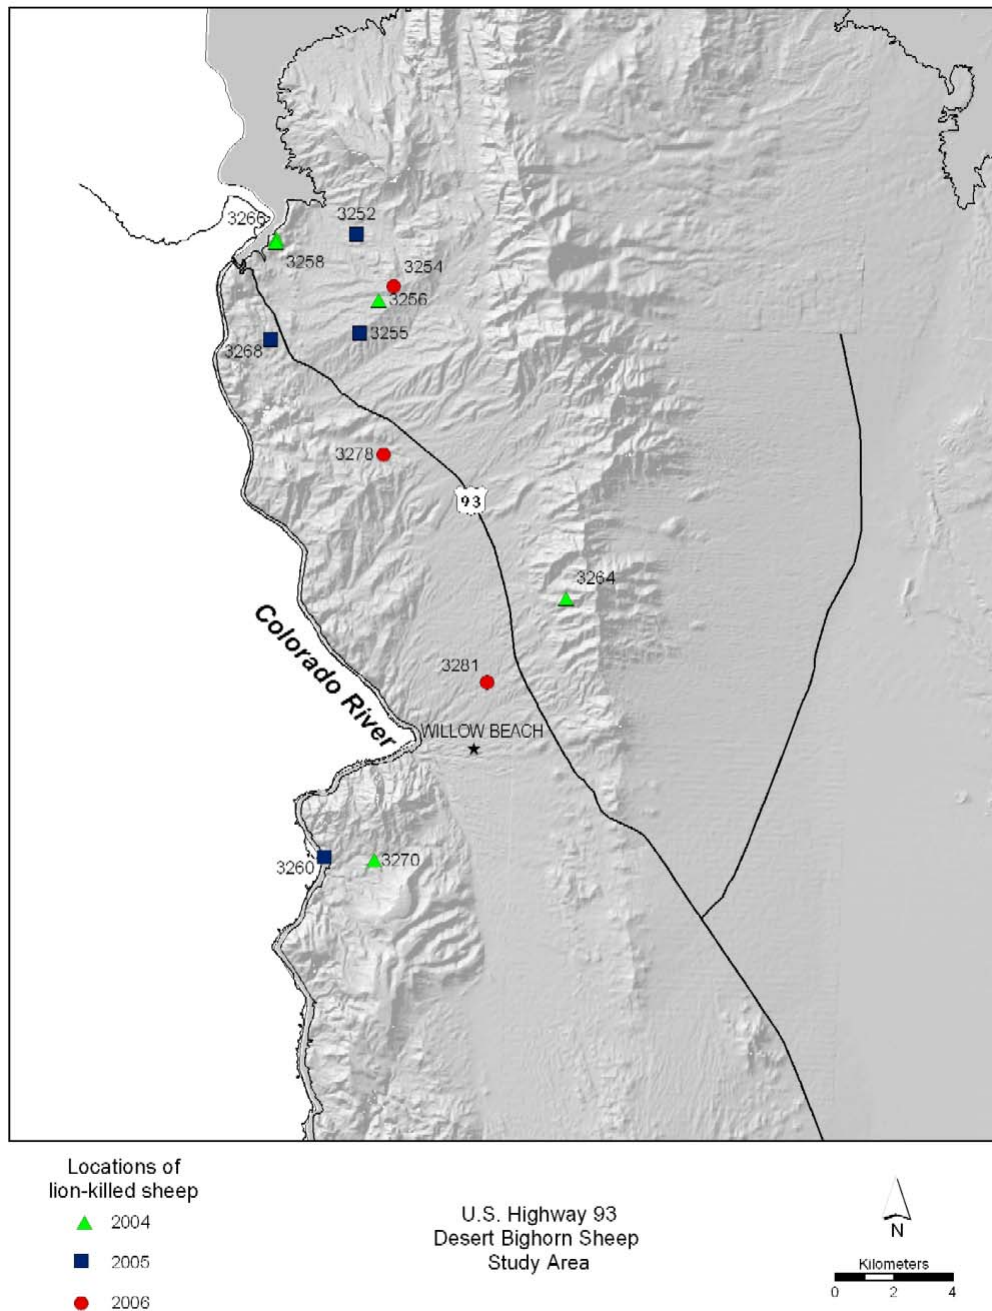 3266
3252
3258
3254
3256
3255
3268
3278
93
3264
Colorado River
3281
WILLOW BEACH
3260
3270
Locations of
lion-killed sheep
2004
2005
2006
U.S. Highway 93
Desert Bighorn Sheep
Study Area
N
Kilometers
0 2 4